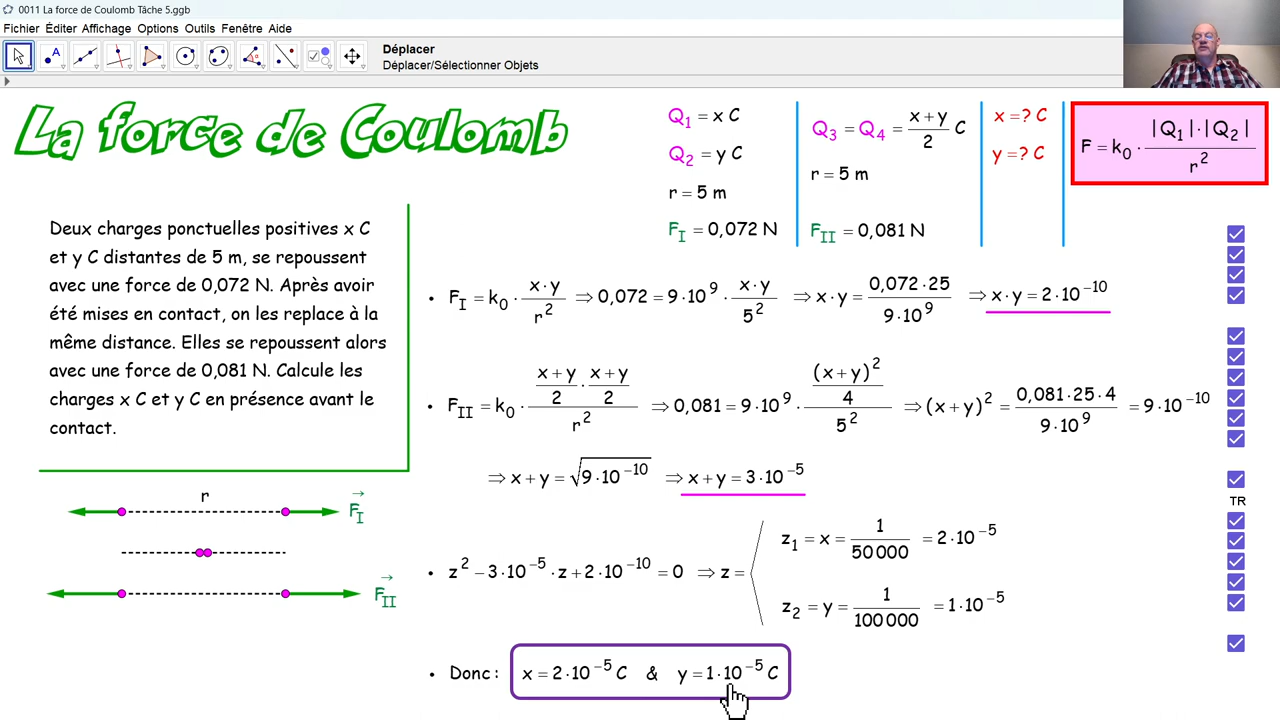 0011 La force de Coulomb Tâche 5.ggb
Fichier Éditer Affichage Options Outils Fenêtre Aide
Déplacer
Déplacer/Sélectionner Objets
La force de Coulomb
Q₁ = x C
Q₂ = y C
r = 5 m
F_I = 0,072 N
Q₃ = Q₄ = (x + y)/2 C
r = 5 m
F_II = 0,081 N
x = ? C
y = ? C
F = k₀ · (|Q₁| · |Q₂|)/r²
Deux charges ponctuelles positives x C
et y C distantes de 5 m, se repoussent
avec une force de 0,072 N. Après avoir
été mises en contact, on les replace à la
même distance. Elles se repoussent alors
avec une force de 0,081 N. Calcule les
charges x C et y C en présence avant le
contact.
r
F_I
F_II
• F_I = k₀ · (x · y)/r² ⇒ 0,072 = 9 · 10⁹ · (x · y)/5² ⇒ x · y = (0,072 · 25)/(9 · 10⁹) ⇒ x · y = 2 · 10⁻¹⁰
• F_II = k₀ · ((x + y)/2 · (x + y)/2)/r² ⇒ 0,081 = 9 · 10⁹ · ((x + y)²/4)/5² ⇒ (x + y)² = (0,081 · 25 · 4)/(9 · 10⁹) = 9 · 10⁻¹⁰
⇒ x + y = √(9 · 10⁻¹⁰) ⇒ x + y = 3 · 10⁻⁵
• z² − 3 · 10⁻⁵ · z + 2 · 10⁻¹⁰ = 0 ⇒ z =
z₁ = x = 1/50 000 = 2 · 10⁻⁵
z₂ = y = 1/100 000 = 1 · 10⁻⁵
• Donc : x = 2 · 10⁻⁵ C & y = 1 · 10⁻⁵ C
TR